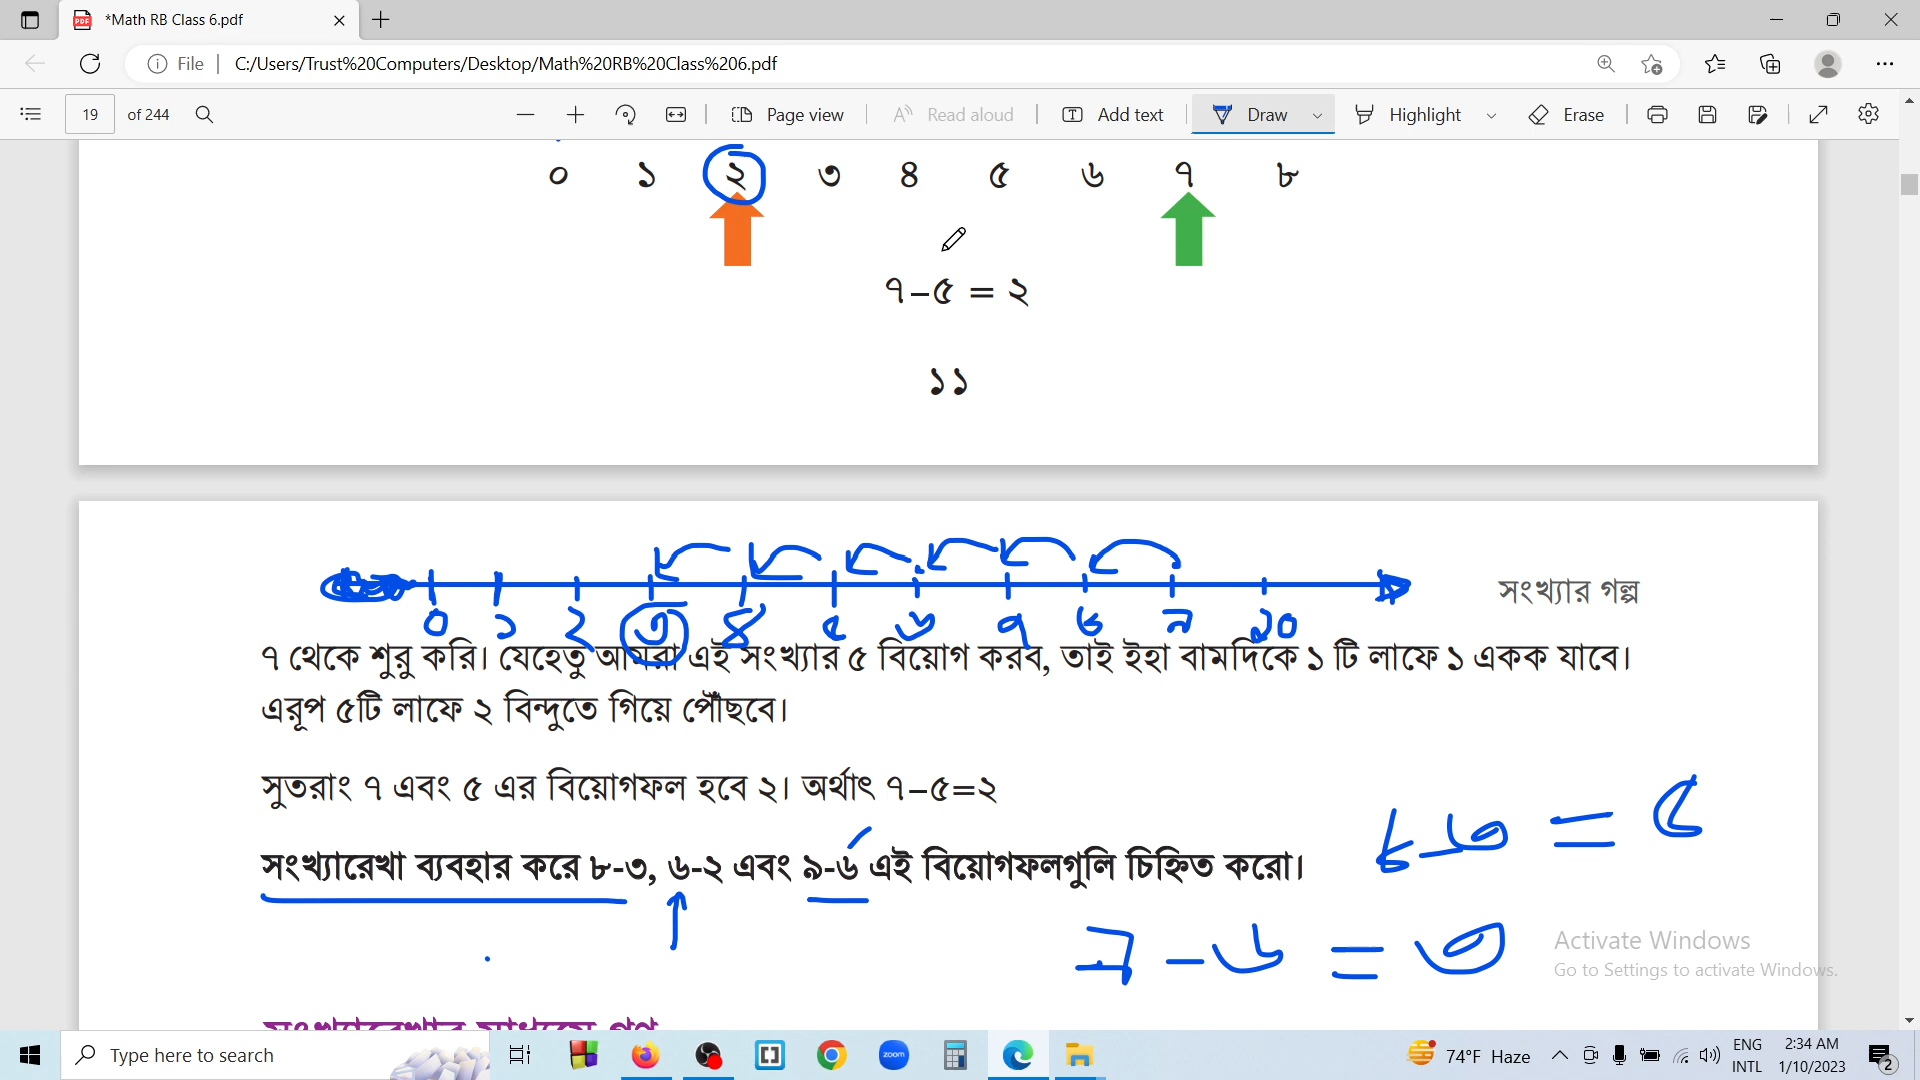 *Math RB Class 6.pdf
File C:/Users/Trust%20Computers/Desktop/Math%20RB%20Class%206.pdf
19 of 244 Page view Read aloud Add text Draw Highlight Erase
০ ১ ২ ৩ ৪ ৫ ৬ ৭ ৮
৭–৫ = ২
১১
সংখ্যার গল্প
০ ১ ২ ৩ ৪ ৫ ৬ ৭ ৮ ৯ ১০
৭ থেকে শুরু করি। যেহেতু আমরা এই সংখ্যার ৫ বিয়োগ করব, তাই ইহা বামদিকে ১ টি লাফে ১ একক যাবে।
এরূপ ৫টি লাফে ২ বিন্দুতে গিয়ে পৌঁছবে।
সুতরাং ৭ এবং ৫ এর বিয়োগফল হবে ২। অর্থাৎ ৭–৫=২
৮-৩ = ৫
সংখ্যারেখা ব্যবহার করে ৮-৩, ৬-২ এবং ৯-৬ এই বিয়োগফলগুলি চিহ্নিত করো।
৯-৬ = ৩
Activate Windows
Go to Settings to activate Windows.
সংখ্যারেখার মাধ্যমে গুণ
Type here to search
74°F Haze ENG INTL 2:34 AM 1/10/2023 2